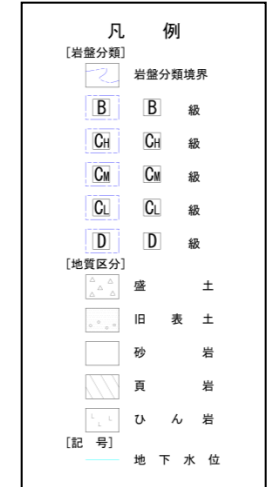 凡 例
[岩盤分類]
岩盤分類境界
B B 級
CH CH 級
CM CM 級
CL CL 級
D D 級
[地質区分]
盛 土
旧 表 土
砂 岩
頁 岩
ひ ん 岩
[記 号]
地 下 水 位